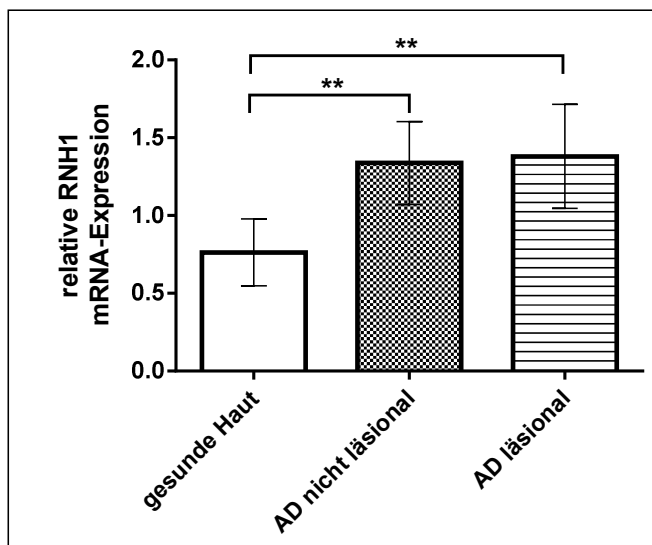 **
**
relative RNH1
mRNA-Expression
2.0
1.5
1.0
0.5
0.0
gesunde Haut
AD nicht läsional
AD läsional